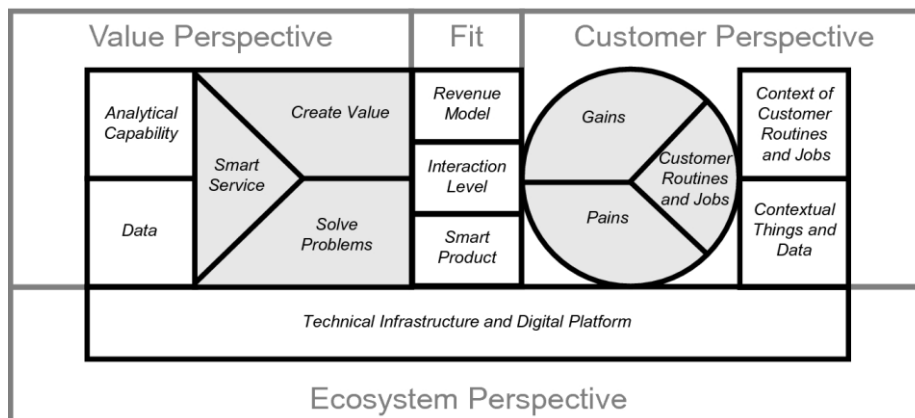 Value Perspective
Fit
Customer Perspective
Analytical
Capability
Data
Smart
Service
Create Value
Solve
Problems
Revenue
Model
Interaction
Level
Smart
Product
Gains
Pains
Customer
Routines
and Jobs
Context of
Customer
Routines
and Jobs
Contextual
Things and
Data
Technical Infrastructure and Digital Platform
Ecosystem Perspective